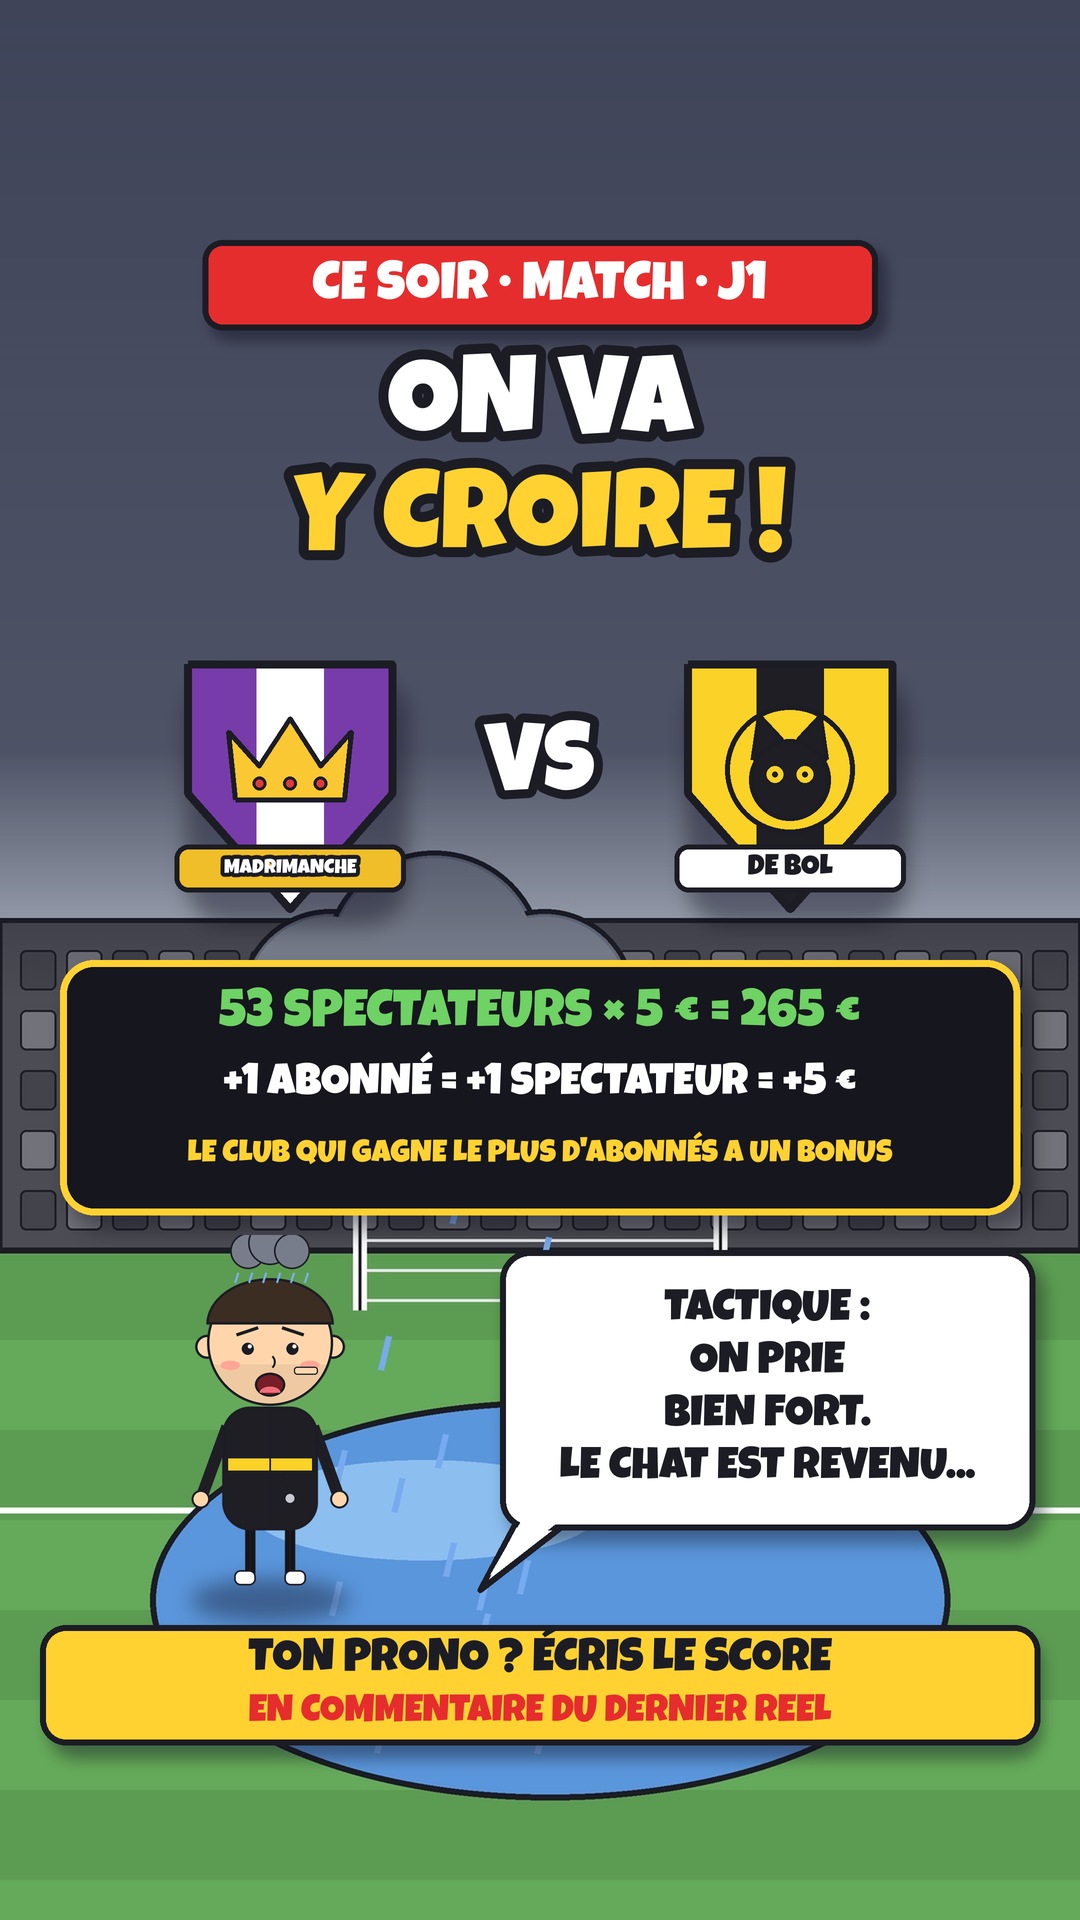 CE SOIR · MATCH · J1
ON VA
Y CROIRE !
VS
MADRIMANCHE
DE BOL
53 SPECTATEURS × 5 € = 265 €
+1 ABONNÉ = +1 SPECTATEUR = +5 €
LE CLUB QUI GAGNE LE PLUS D'ABONNÉS A UN BONUS
TACTIQUE :
ON PRIE
BIEN FORT.
LE CHAT EST REVENU...
TON PRONO ? ÉCRIS LE SCORE
EN COMMENTAIRE DU DERNIER REEL